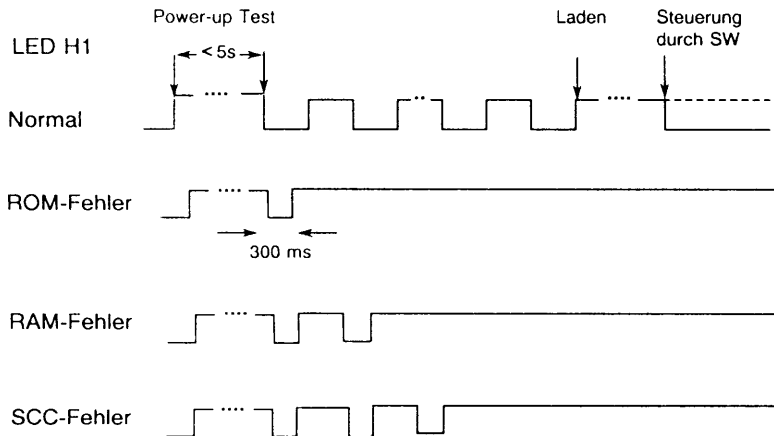 Power-up Test
Laden
Steuerung
durch SW
LED H1
< 5s
Normal
ROM-Fehler
300 ms
RAM-Fehler
SCC-Fehler